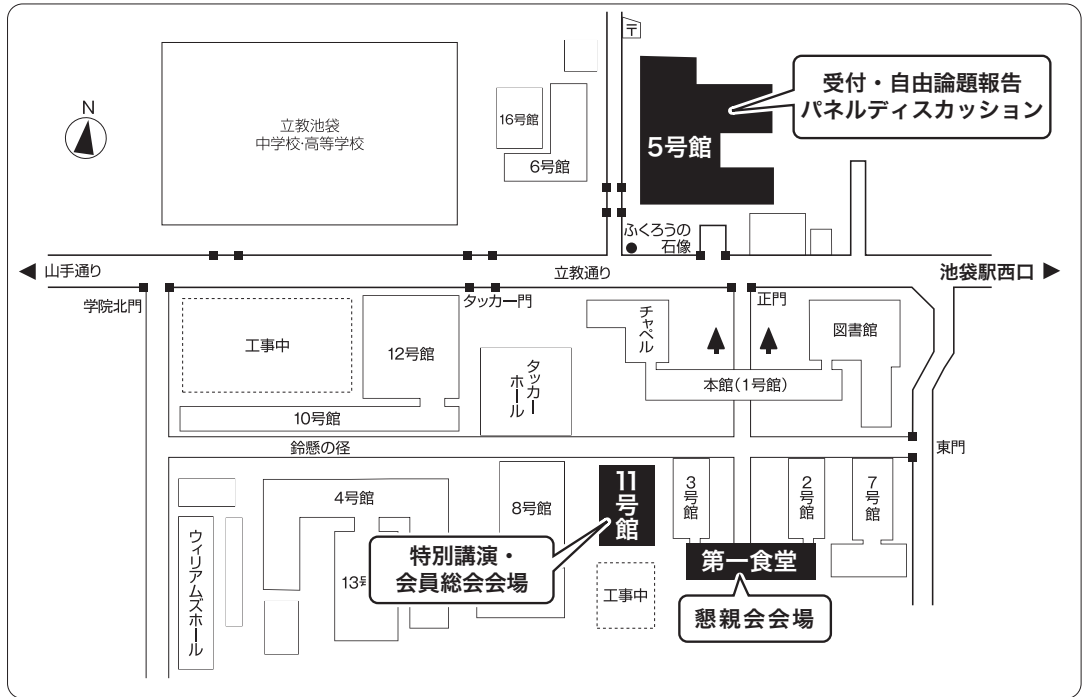 〒
受付・自由論題報告
パネルディスカッション
N
立教池袋
中学校・高等学校
16号館
6号館
5号館
ふくろうの
石像
山手通り
立教通り
池袋駅西口
学院北門
タッカー門
正門
工事中
12号館
タッカー
ホール
チャペル
図書館
本館(1号館)
10号館
鈴懸の径
東門
4号館
8号館
11号館
3号館
2号館
7号館
ウィリアムズホール
特別講演・
会員総会会場
13号
工事中
第一食堂
懇親会会場